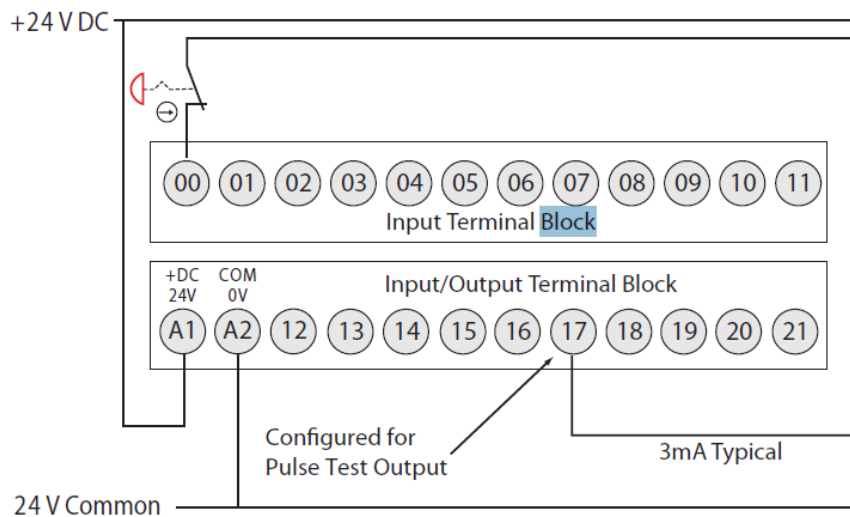 +24 V DC
00 01 02 03 04 05 06 07 08 09 10 11
Input Terminal Block
+DC COM Input/Output Terminal Block
24V 0V
A1 A2 12 13 14 15 16 17 18 19 20 21
Configured for
Pulse Test Output
3mA Typical
24 V Common